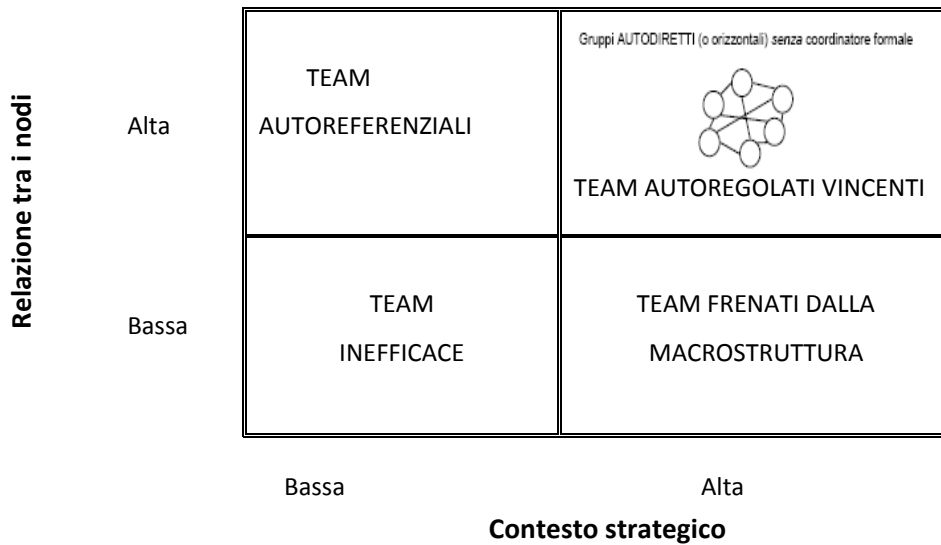 Relazione tra i nodi
Alta
TEAM
AUTOREFERENZIALI
Gruppi AUTODIRETTI (o orizzontali) senza coordinatore formale
TEAM AUTOREGOLATI VINCENTI
Bassa
TEAM
INEFFICACE
TEAM FRENATI DALLA
MACROSTRUTTURA
Bassa
Alta
Contesto strategico